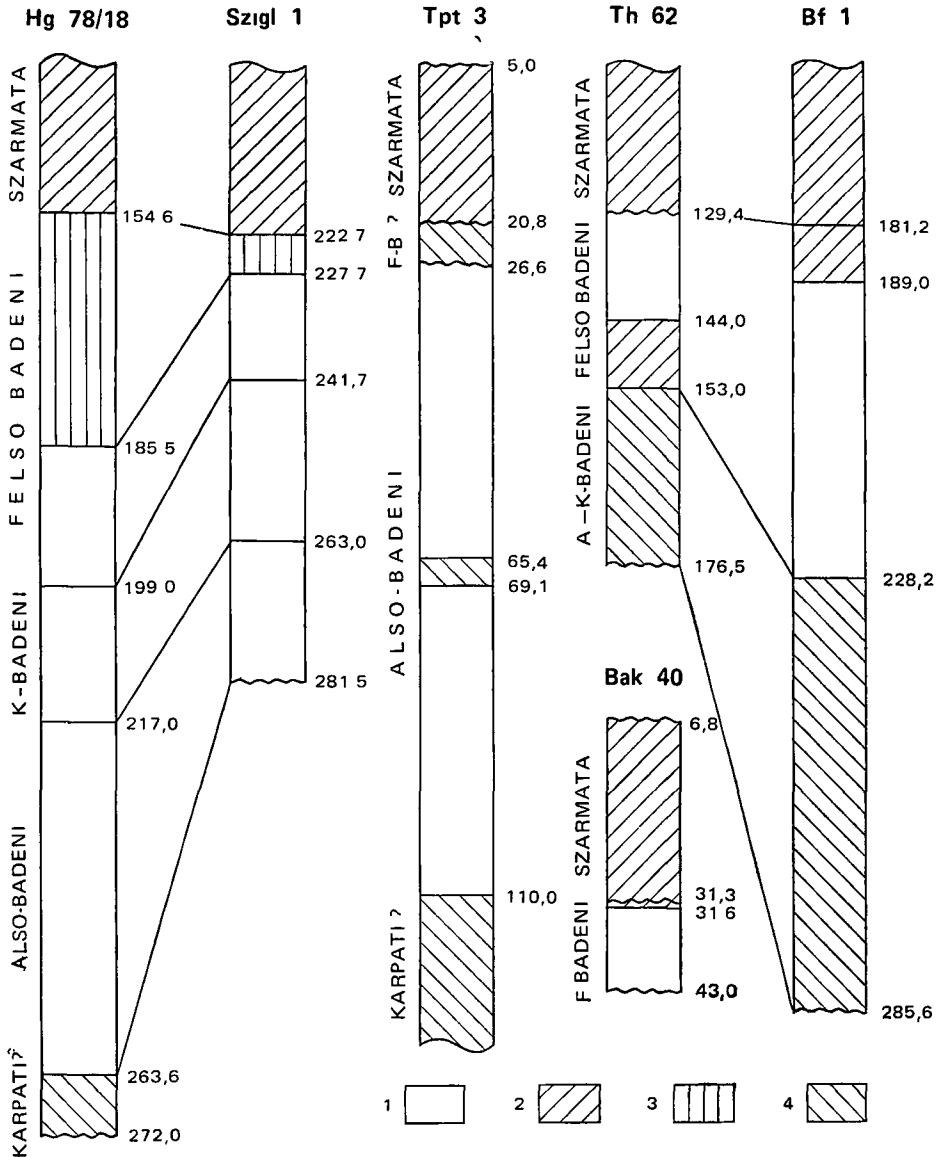 Hg 78/18
Szıgl 1
Tpt 3
Th 62
Bf 1
SZARMATA
FELSO BADENI
K-BADENI
ALSO-BADENI
KARPATI?
154 6
185 5
199 0
217,0
263,6
272,0
222 7
227 7
241,7
263,0
281 5
SZARMATA
F-B ?
ALSO-BADENI
KARPATI ?
5,0
20,8
26,6
65,4
69,1
110,0
SZARMATA
FELSO BADENI
A-K-BADENI
129,4
144,0
153,0
176,5
Bak 40
SZARMATA
F BADENI
6,8
31,3
31 6
43,0
181,2
189,0
228,2
285,6
1
2
3
4